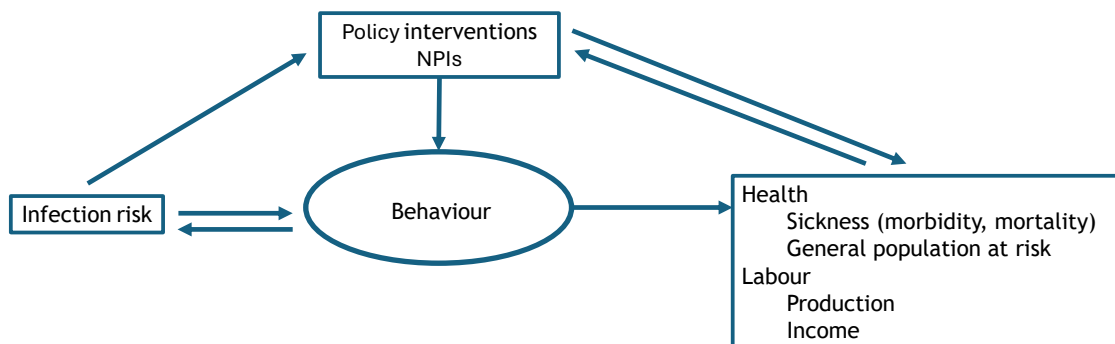 Policy interventions
NPIs
Infection risk
Behaviour
Health
Sickness (morbidity, mortality)
General population at risk
Labour
Production
Income